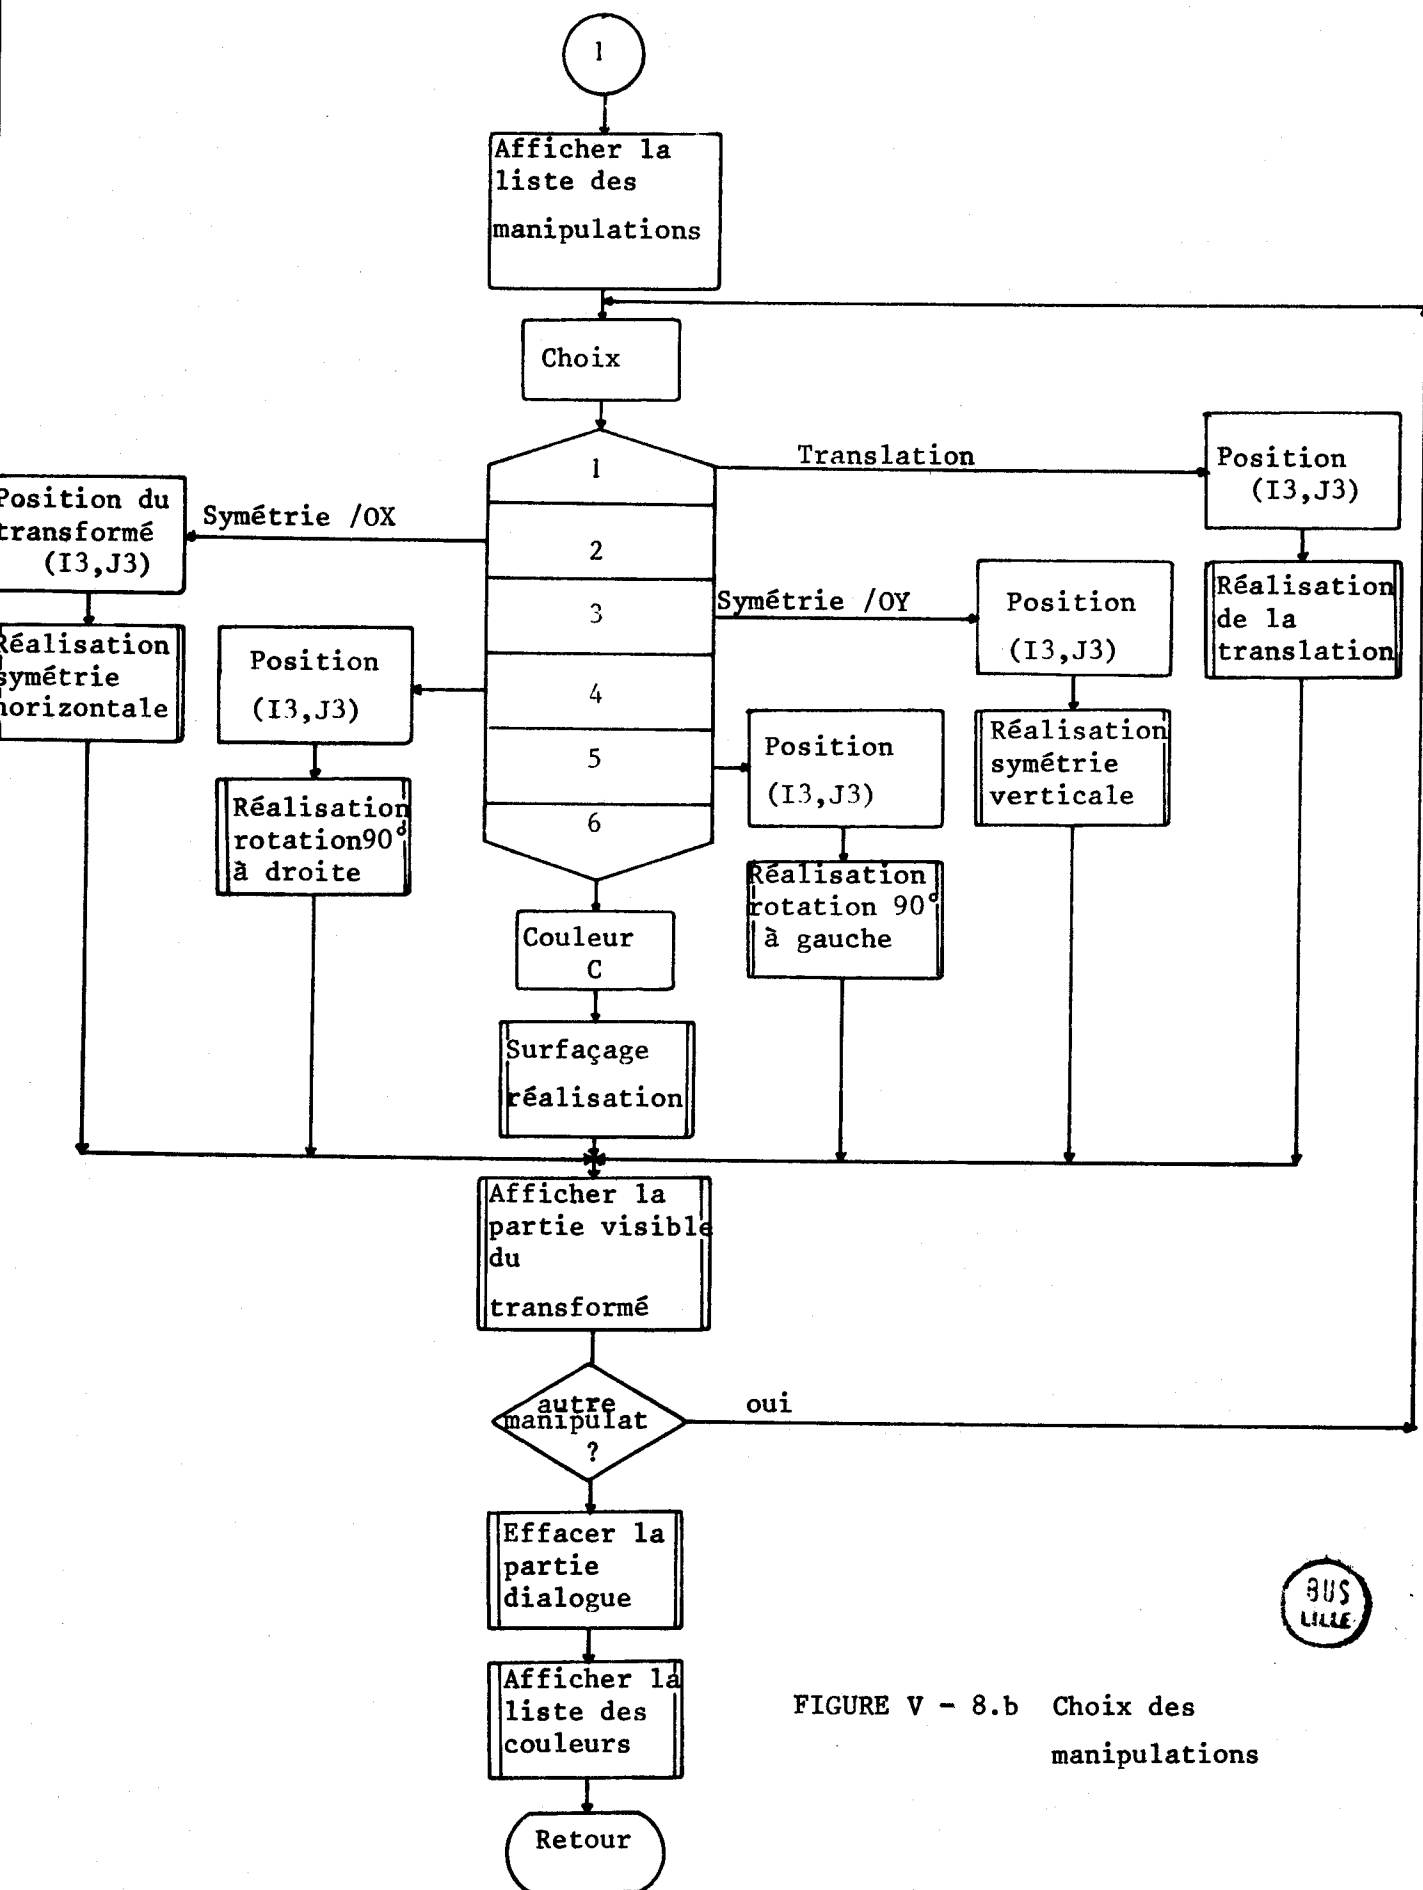 1
Afficher la
liste des
manipulations
Choix
1
2
3
4
5
6
Translation
Position
(I3,J3)
Réalisation
de la
translation
Symétrie /OX
Position du
transformé
(I3,J3)
Réalisation
symétrie
horizontale
Symétrie /OY
Position
(I3,J3)
Réalisation
symétrie
verticale
Position
(I3,J3)
Réalisation
rotation90°
à droite
Position
(I3,J3)
Réalisation
rotation 90°
à gauche
Couleur
C
Surfaçage
réalisation
Afficher la
partie visible
du
transformé
autre
manipulat
?
oui
Effacer la
partie
dialogue
Afficher la
liste des
couleurs
Retour
BUS
LILLE
FIGURE V - 8.b Choix des
manipulations